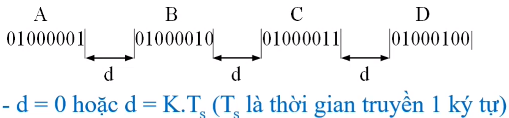 A B C D
01000001| |01000010| |01000011| |01000100|
d d d
- d = 0 hoặc d = K.Tₛ (Tₛ là thời gian truyền 1 ký tự)